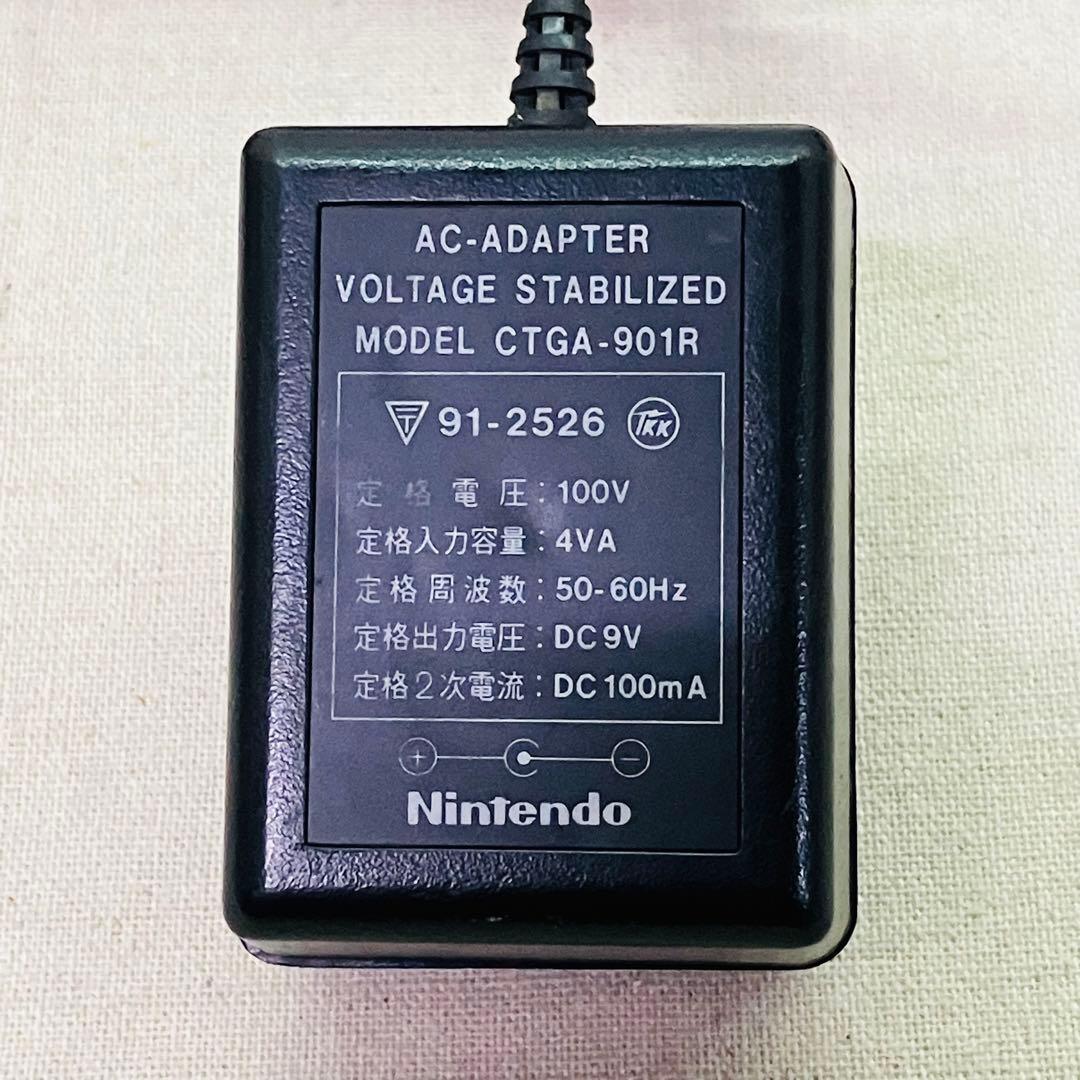 AC-ADAPTER
VOLTAGE STABILIZED
MODEL CTGA-901R
〒 91-2526 TKK
定格電圧：100V
定格入力容量：4VA
定格周波数：50-60Hz
定格出力電圧：DC9V
定格2次電流：DC100mA
+ −
Nintendo